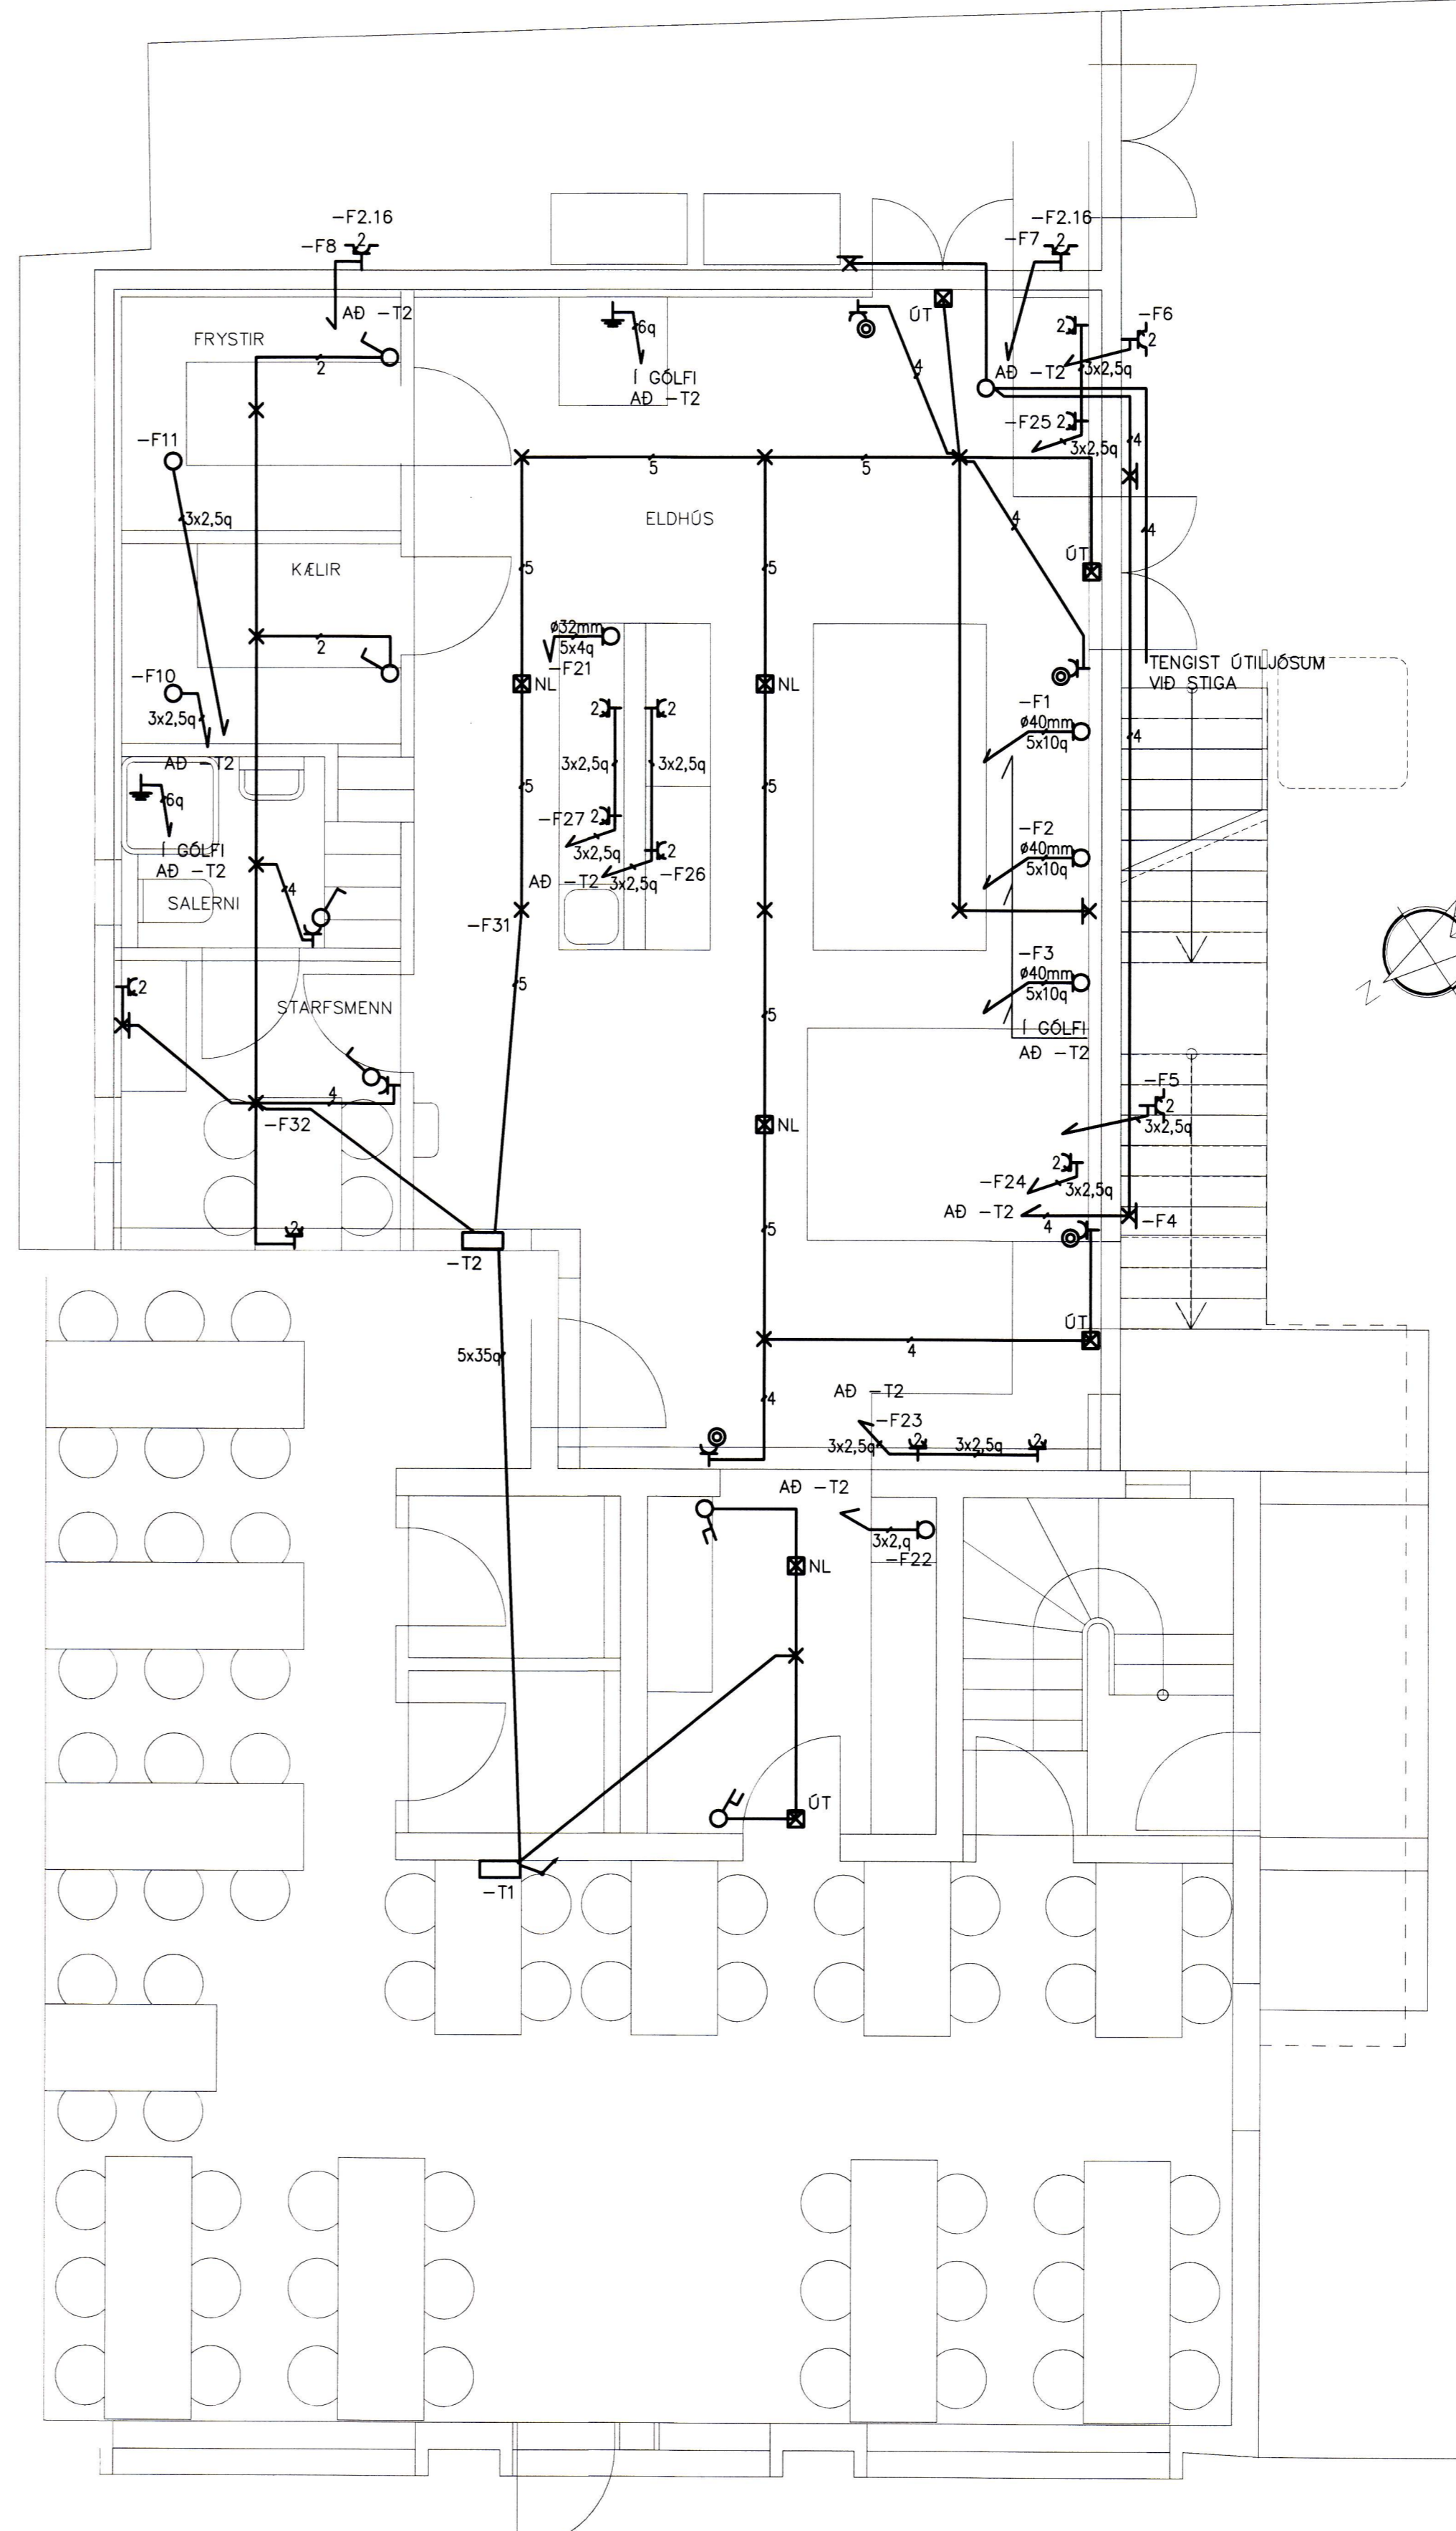 -F2.16
-F8 2
AÐ -T2
FRYSTIR
2
-F11
3x2,5q
KÆLIR
2
-F10
3x2,5q
AÐ -T2
6q
Í GÓLFI
AÐ -T2
SALERNI
4
2
STARFSMENN
4
-F32
2
-T2
6q
Í GÓLFI
AÐ -T2
ÚT
4
-F2.16
-F7 2
-F6
2
2
3x2,5q
AÐ -T2
-F25 2
3x2,5q
4
4
5
5
ELDHÚS
4
ÚT
5
5
ø32mm
5x4q
-F21
NL
NL
2
2
3x2,5q
3x2,5q
5
5
-F27 2
3x2,5q
2
-F26
AÐ -T2
3x2,5q
-F31
5
5
TENGIST ÚTILJÓSUM
VIÐ STIGA
-F1
ø40mm
5x10q
4
-F2
ø40mm
5x10q
-F3
ø40mm
5x10q
Í GÓLFI
AÐ -T2
N
NL
-F5
2
3x2,5q
2
-F24
3x2,5q
AÐ -T2
4
-F4
5
ÚT
4
5x35q
4
AÐ -T2
-F23
3x2,5q
2
3x2,5q
2
AÐ -T2
3x2,q
-F22
NL
ÚT
-T1